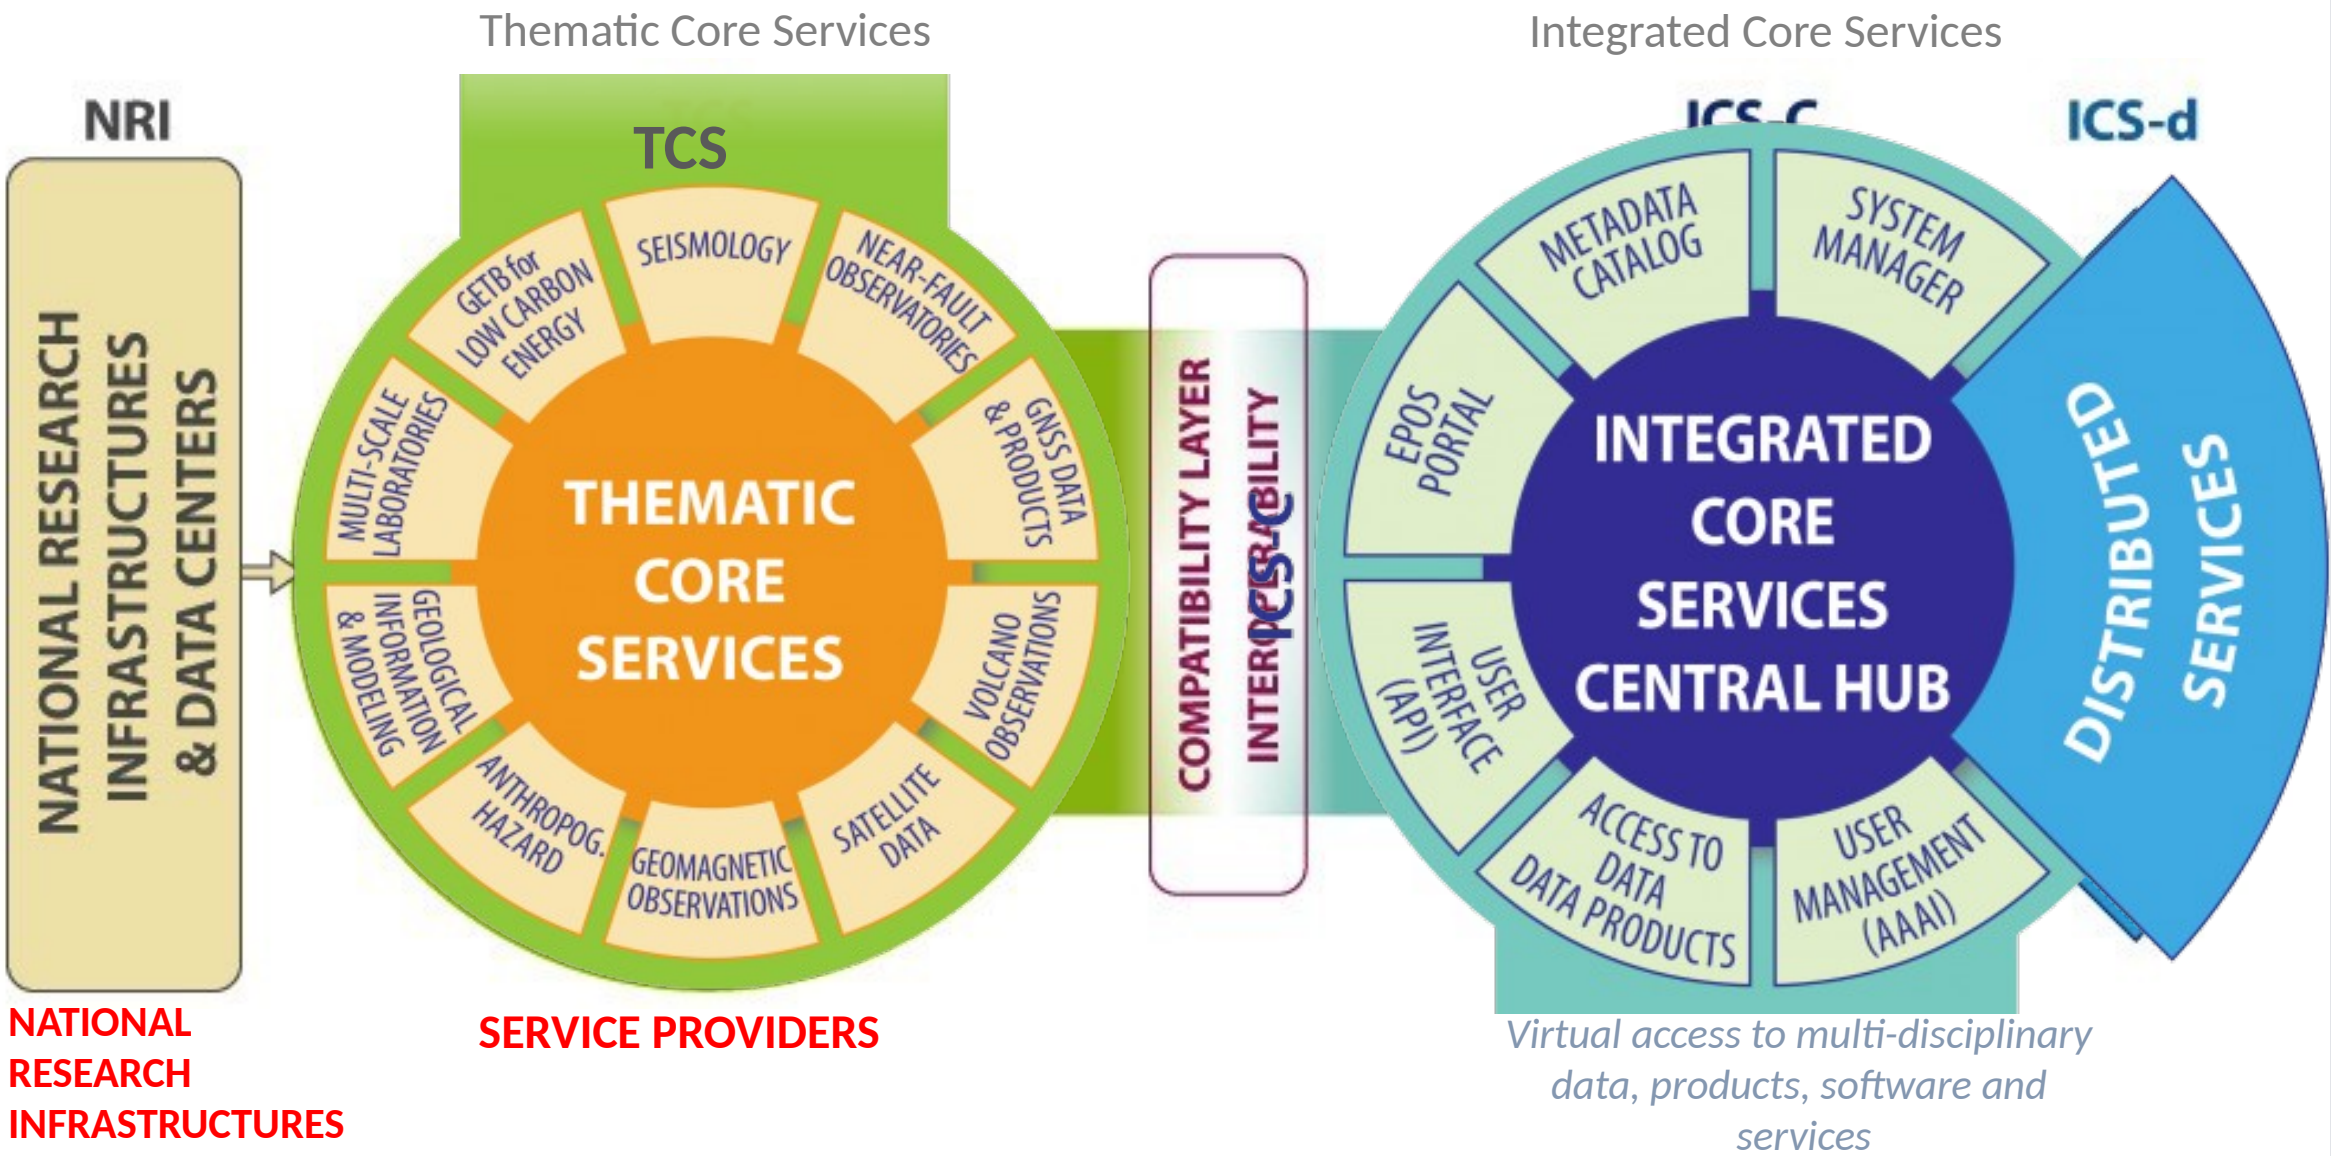 Thematic Core Services
Integrated Core Services
NRI
NATIONAL RESEARCH
INFRASTRUCTURES
& DATA CENTERS
NATIONAL
RESEARCH
INFRASTRUCTURES
TCS
SEISMOLOGY
NEAR-FAULT
OBSERVATORIES
GNSS DATA
& PRODUCTS
VOLCANO
OBSERVATIONS
SATELLITE
DATA
GEOMAGNETIC
OBSERVATIONS
ANTHROPOG.
HAZARD
GEOLOGICAL
INFORMATION
& MODELING
MULTI-SCALE
LABORATORIES
GETB for
LOW CARBON
ENERGY
THEMATIC
CORE
SERVICES
SERVICE PROVIDERS
COMPATIBILITY LAYER
INTEROPERABILITY
ICS-C
ICS-C
METADATA
CATALOG
SYSTEM
MANAGER
EPOS
PORTAL
USER
INTERFACE
(API)
ACCESS TO
DATA
DATA PRODUCTS
USER
MANAGEMENT
(AAAI)
INTEGRATED
CORE
SERVICES
CENTRAL HUB
ICS-d
DISTRIBUTED
SERVICES
Virtual access to multi-disciplinary
data, products, software and
services